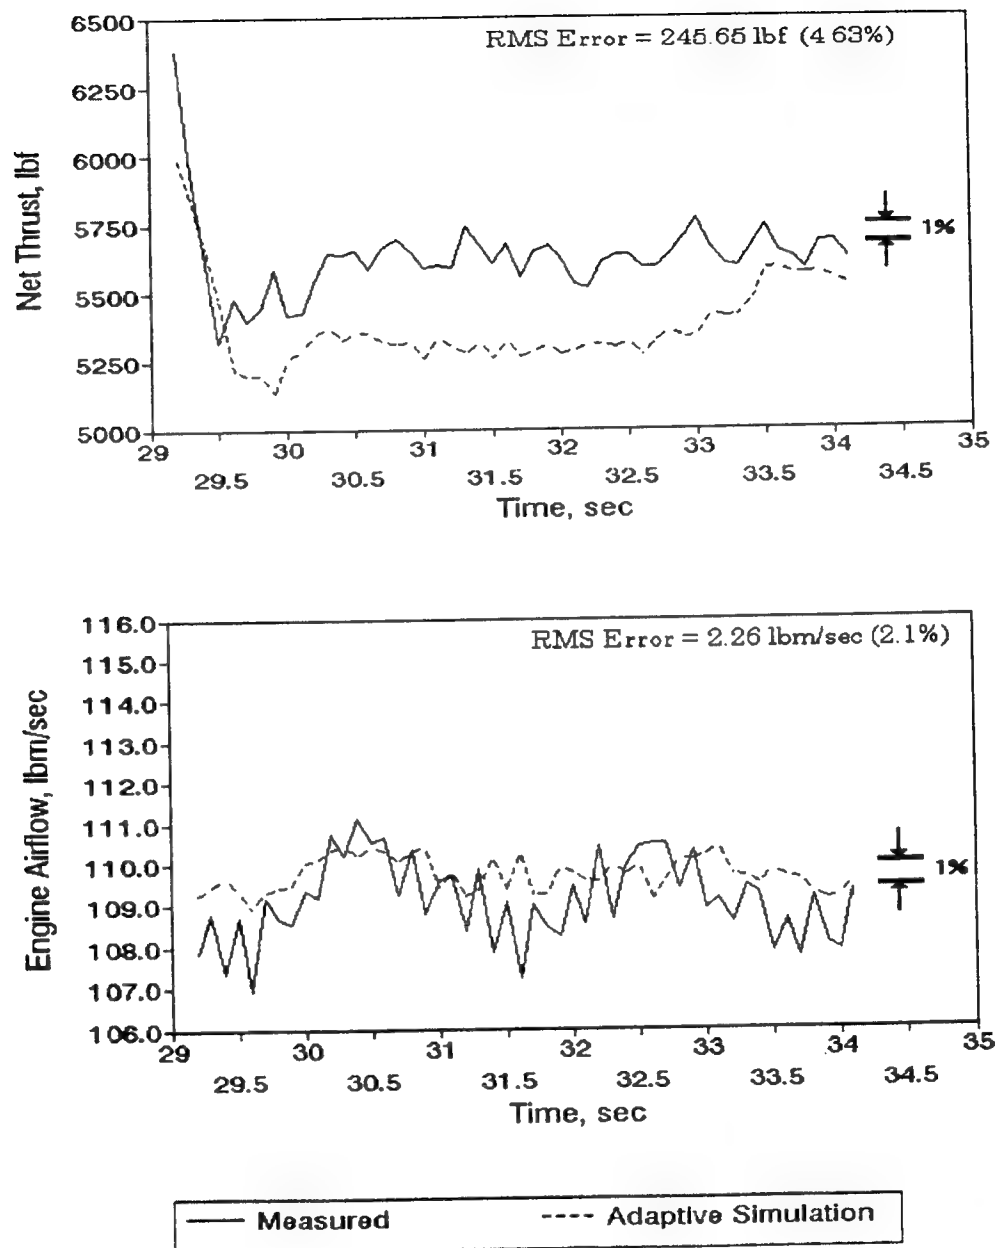 RMS Error = 245.65 lbf (4 63%)
6500
6250
6000
5750
5500
5250
5000
Net Thrust, lbf
1%
29 30 31 32 33 34 35
29.5 30.5 31.5 32.5 33.5 34.5
Time, sec
RMS Error = 2.26 lbm/sec (2.1%)
116.0
115.0
114.0
113.0
112.0
111.0
110.0
109.0
108.0
107.0
106.0
Engine Airflow, lbm/sec
1%
29 30 31 32 33 34 35
29.5 30.5 31.5 32.5 33.5 34.5
Time, sec
Measured Adaptive Simulation